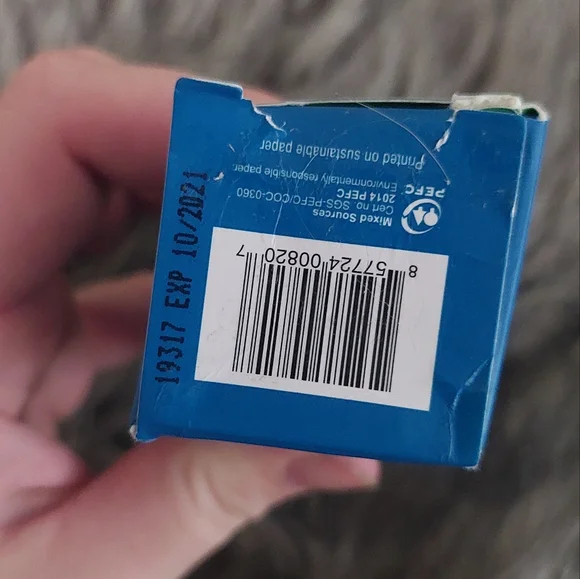 19317 EXP 10/2021
8 57724 00820 7
Mixed Sources
Cert no. SGS-PEFC/COC-0360
2014 PEFC
PEFC
Environmentally responsible paper.
Printed on sustainable paper